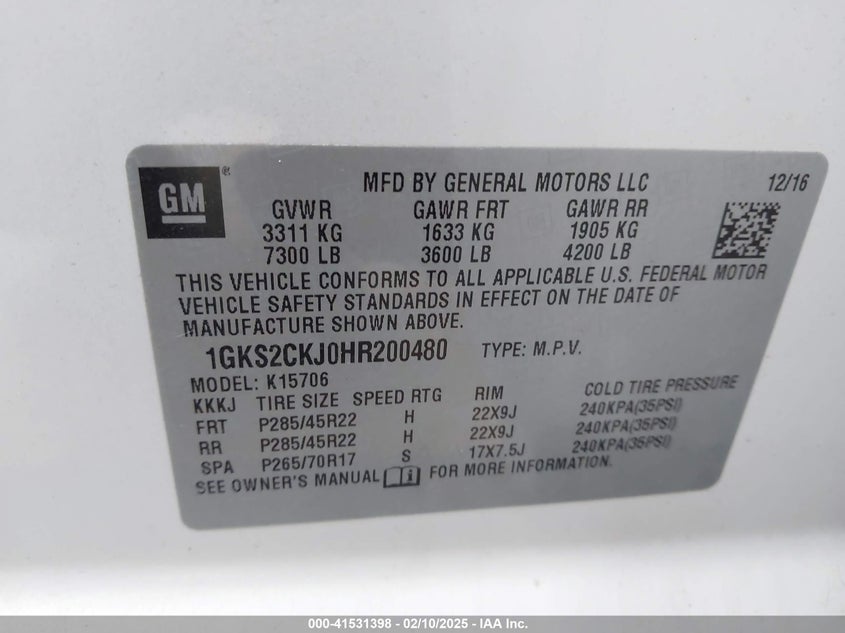 GM®
MFD BY GENERAL MOTORS LLC 12/16
GVWR GAWR FRT GAWR RR
3311 KG 1633 KG 1905 KG
7300 LB 3600 LB 4200 LB
THIS VEHICLE CONFORMS TO ALL APPLICABLE U.S. FEDERAL MOTOR
VEHICLE SAFETY STANDARDS IN EFFECT ON THE DATE OF
MANUFACTURE SHOWN ABOVE.
1GKS2CKJ0HR200480 TYPE: M.P.V.
MODEL: K15706
KKKJ TIRE SIZE SPEED RTG RIM COLD TIRE PRESSURE
FRT P285/45R22 H 22X9J 240KPA(35PSI)
RR P285/45R22 H 22X9J 240KPA(35PSI)
SPA P265/70R17 S 17X7.5J 240KPA(35PSI)
SEE OWNER'S MANUAL FOR MORE INFORMATION.
000-41531398 - 02/10/2025 - IAA Inc.